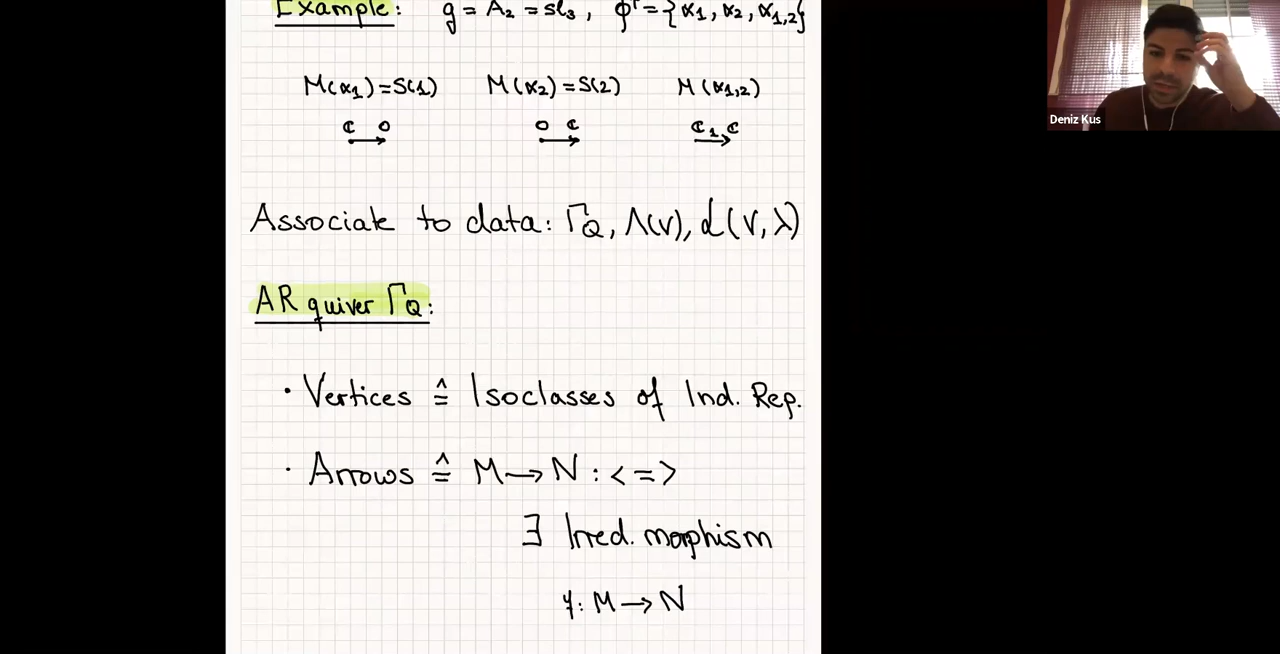 Example: g = A₂ = sl₃, ϕ⁺ = {α₁, α₂, α₁,₂}
M(α₁) = S(1) M(α₂) = S(2) M(α₁,₂)
ℂ 0 0 ℂ ℂ 1 ℂ
→ → →
Associate to data: Γ_Q, Λ(V), ℒ(V, λ)
AR quiver Γ_Q:
· Vertices ≙ Isoclasses of Ind. Rep.
· Arrows ≙ M → N : <=>
∃ Irred. morphism
φ: M → N
Deniz Kus